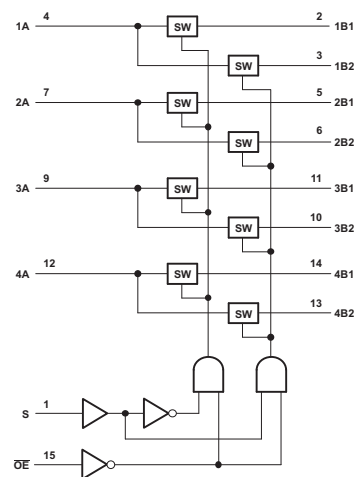 4 2
1A SW 1B1
3
SW 1B2
7 5
2A SW 2B1
6
SW 2B2
9 11
3A SW 3B1
10
SW 3B2
12 14
4A SW 4B1
13
SW 4B2
1
S
15
OE